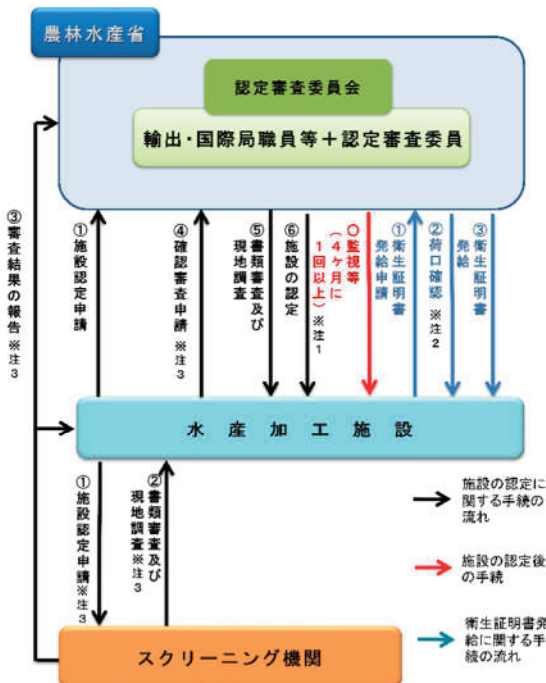 農林水産省
認定審査委員会
輸出・国際局職員等＋認定審査委員
③審査結果の報告 ※注3
①施設認定申請
④確認審査申請 ※注3
⑤書類審査及び
現地調査
⑥施設の認定
〇監視等
（4ヶ月に
1回以上）※注1
①衛生証明書
発給申請
②荷口確認 ※注2
③衛生証明書
発給
水産加工施設
①施設認定申請※注3
②書類審査及び
現地調査※注3
スクリーニング機関
施設の認定に
関する手続の
流れ
施設の認定後
の手続
衛生証明書発
給に関する手
続の流れ